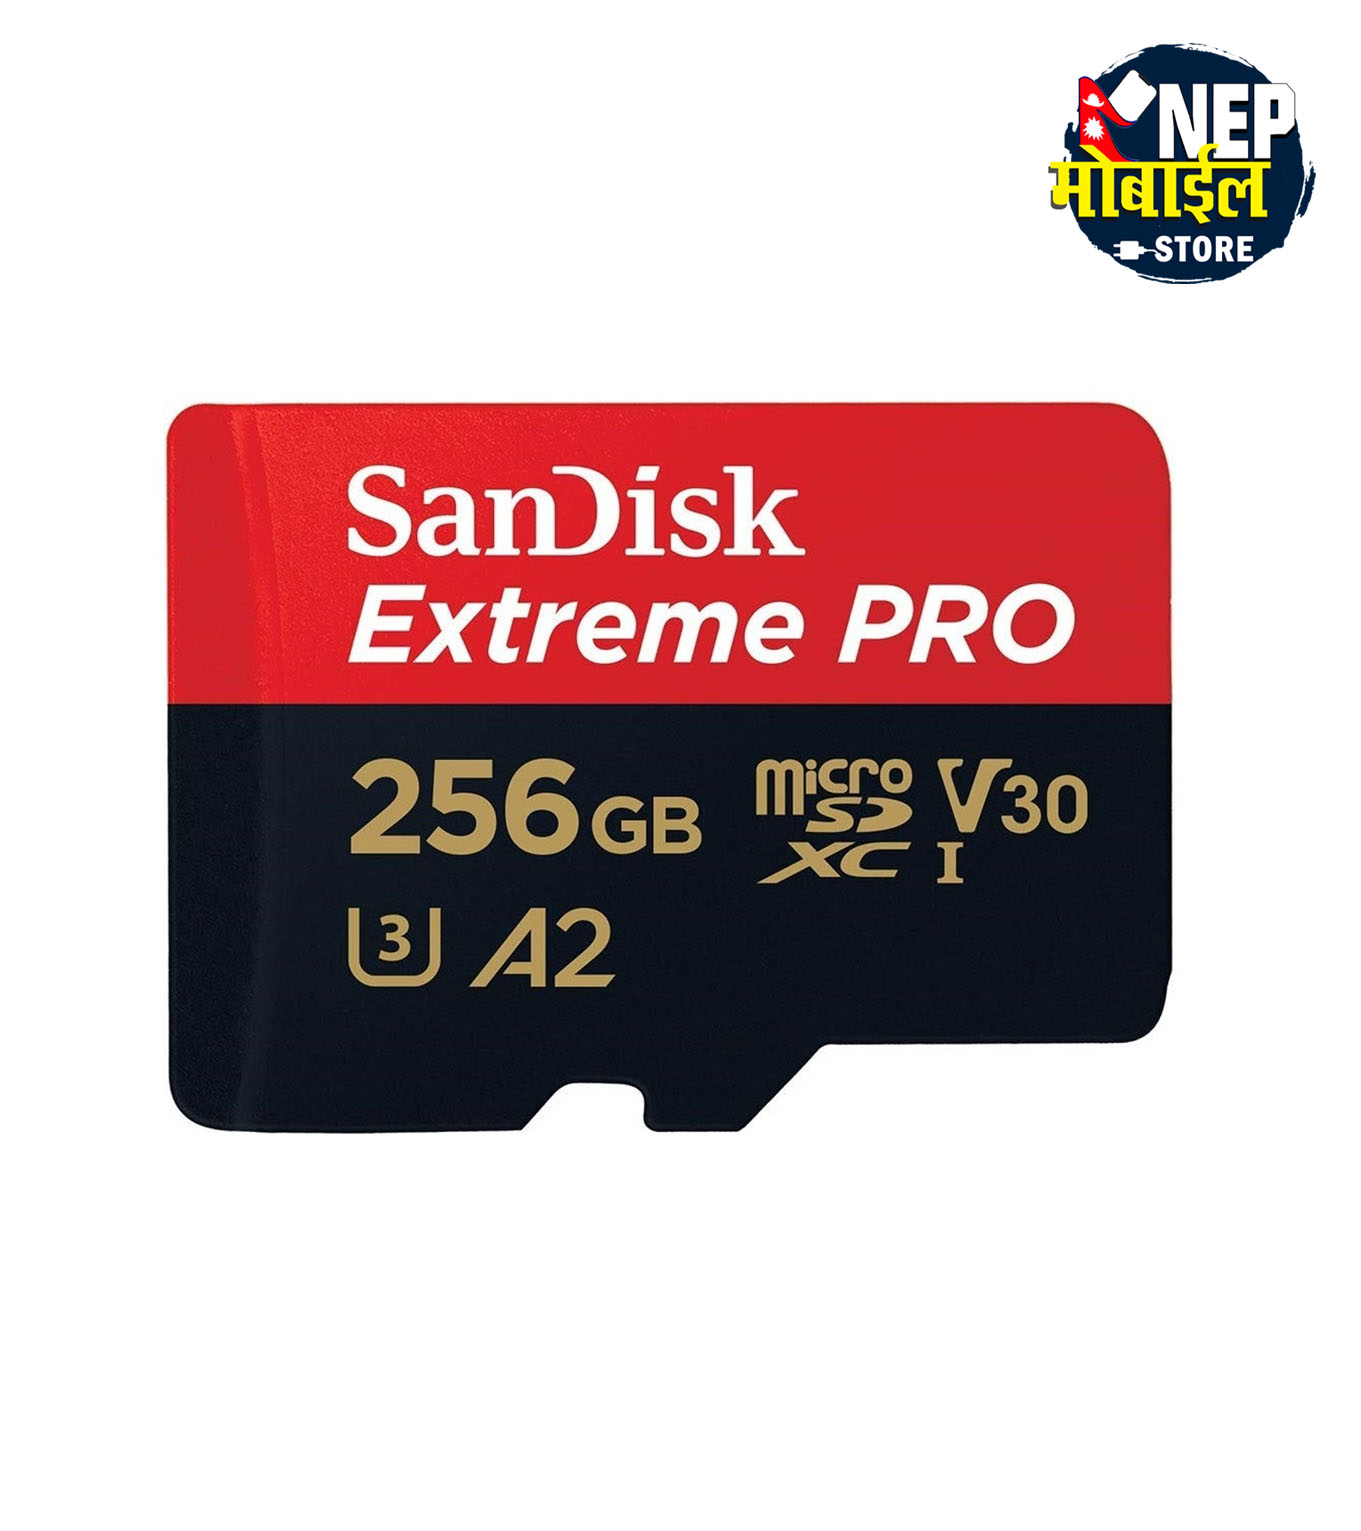 NEP
मोबाईल
STORE
SanDisk
Extreme PRO
256GB
micro SD XC I V30
3 A2